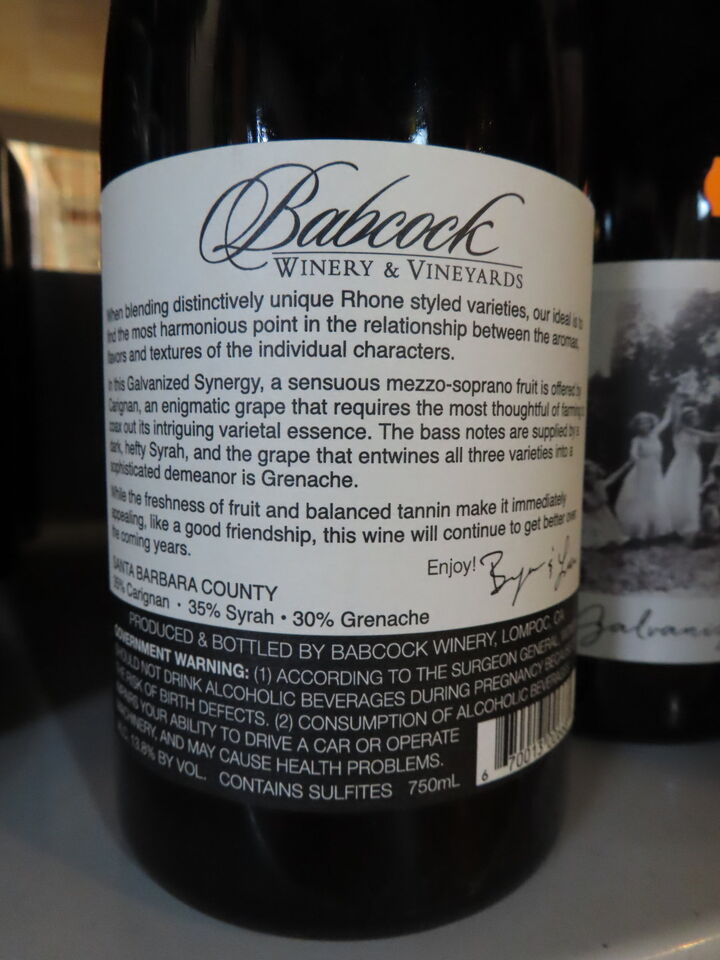 Babcock
WINERY & VINEYARDS
When blending distinctively unique Rhone styled varieties, our ideal is to
find the most harmonious point in the relationship between the aromas,
flavors and textures of the individual characters.
In this Galvanized Synergy, a sensuous mezzo-soprano fruit is offered by
Carignan, an enigmatic grape that requires the most thoughtful of farming to
coax out its intriguing varietal essence. The bass notes are supplied by a
dark, hefty Syrah, and the grape that entwines all three varieties into a
sophisticated demeanor is Grenache.
While the freshness of fruit and balanced tannin make it immediately
appealing, like a good friendship, this wine will continue to get better over
the coming years.
Enjoy!
SANTA BARBARA COUNTY
35% Carignan • 35% Syrah • 30% Grenache
PRODUCED & BOTTLED BY BABCOCK WINERY, LOMPOC, CA
GOVERNMENT WARNING: (1) ACCORDING TO THE SURGEON GENERAL, WOMEN
SHOULD NOT DRINK ALCOHOLIC BEVERAGES DURING PREGNANCY BECAUSE
THE RISK OF BIRTH DEFECTS. (2) CONSUMPTION OF ALCOHOLIC BEVERAGES
IMPAIRS YOUR ABILITY TO DRIVE A CAR OR OPERATE
MACHINERY, AND MAY CAUSE HEALTH PROBLEMS.
ALC. 13.8% BY VOL. CONTAINS SULFITES 750mL